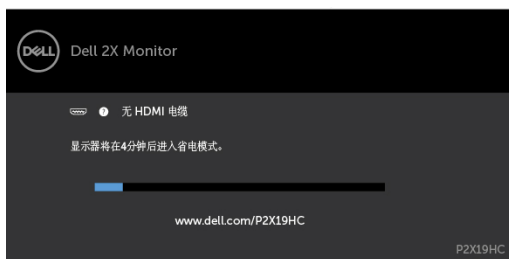 DELL Dell 2X Monitor
无 HDMI 电缆
显示器将在4分钟后进入省电模式。
www.dell.com/P2X19HC
P2X19HC